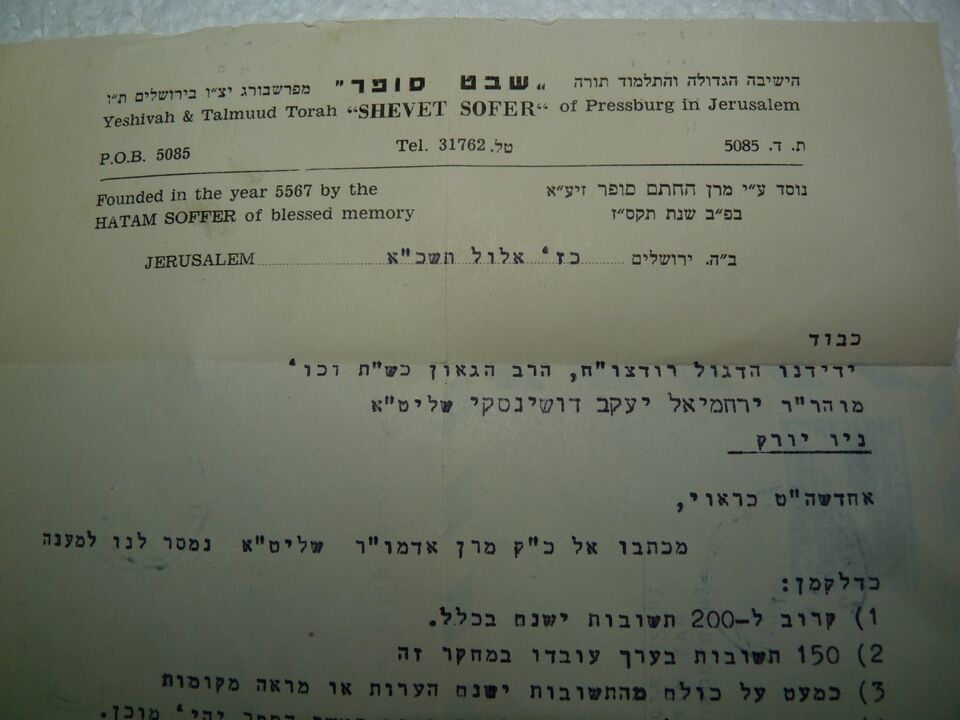 הישיבה הגדולה והתלמוד תורה „שבט סופר" מפרשבורג יצ"ו בירושלים ת"ו
Yeshivah & Talmuud Torah “SHEVET SOFER“ of Pressburg in Jerusalem
P.O.B. 5085 Tel. 31762 טל. ת. ד. 5085
Founded in the year 5567 by the נוסד ע"י מרן החתם סופר זיע"א
HATAM SOFFER of blessed memory בפ"ב שנת תקס"ז
JERUSALEM כז' אלול תשכ"א ב"ה. ירושלים
כבוד
ידידנו הדגול רודצו"ח, הרב הגאון כש"ת וכו'
מוהר"ר ירחמיאל יעקב דושינסקי שליט"א
ניו יורק
אחדשה"ט כראוי,
מכתבו אל כ"ק מרן אדמו"ר שליט"א נמסר לנו למענה
כדלקמן:
1) קרוב ל-200 תשובות ישנם בכלל.
2) 150 תשובות בערך עובדו במחקר זה
3) כמעט על כולם מהתשובות ישנם הערות או מראה מקומות
הספר יהי' מוכן.